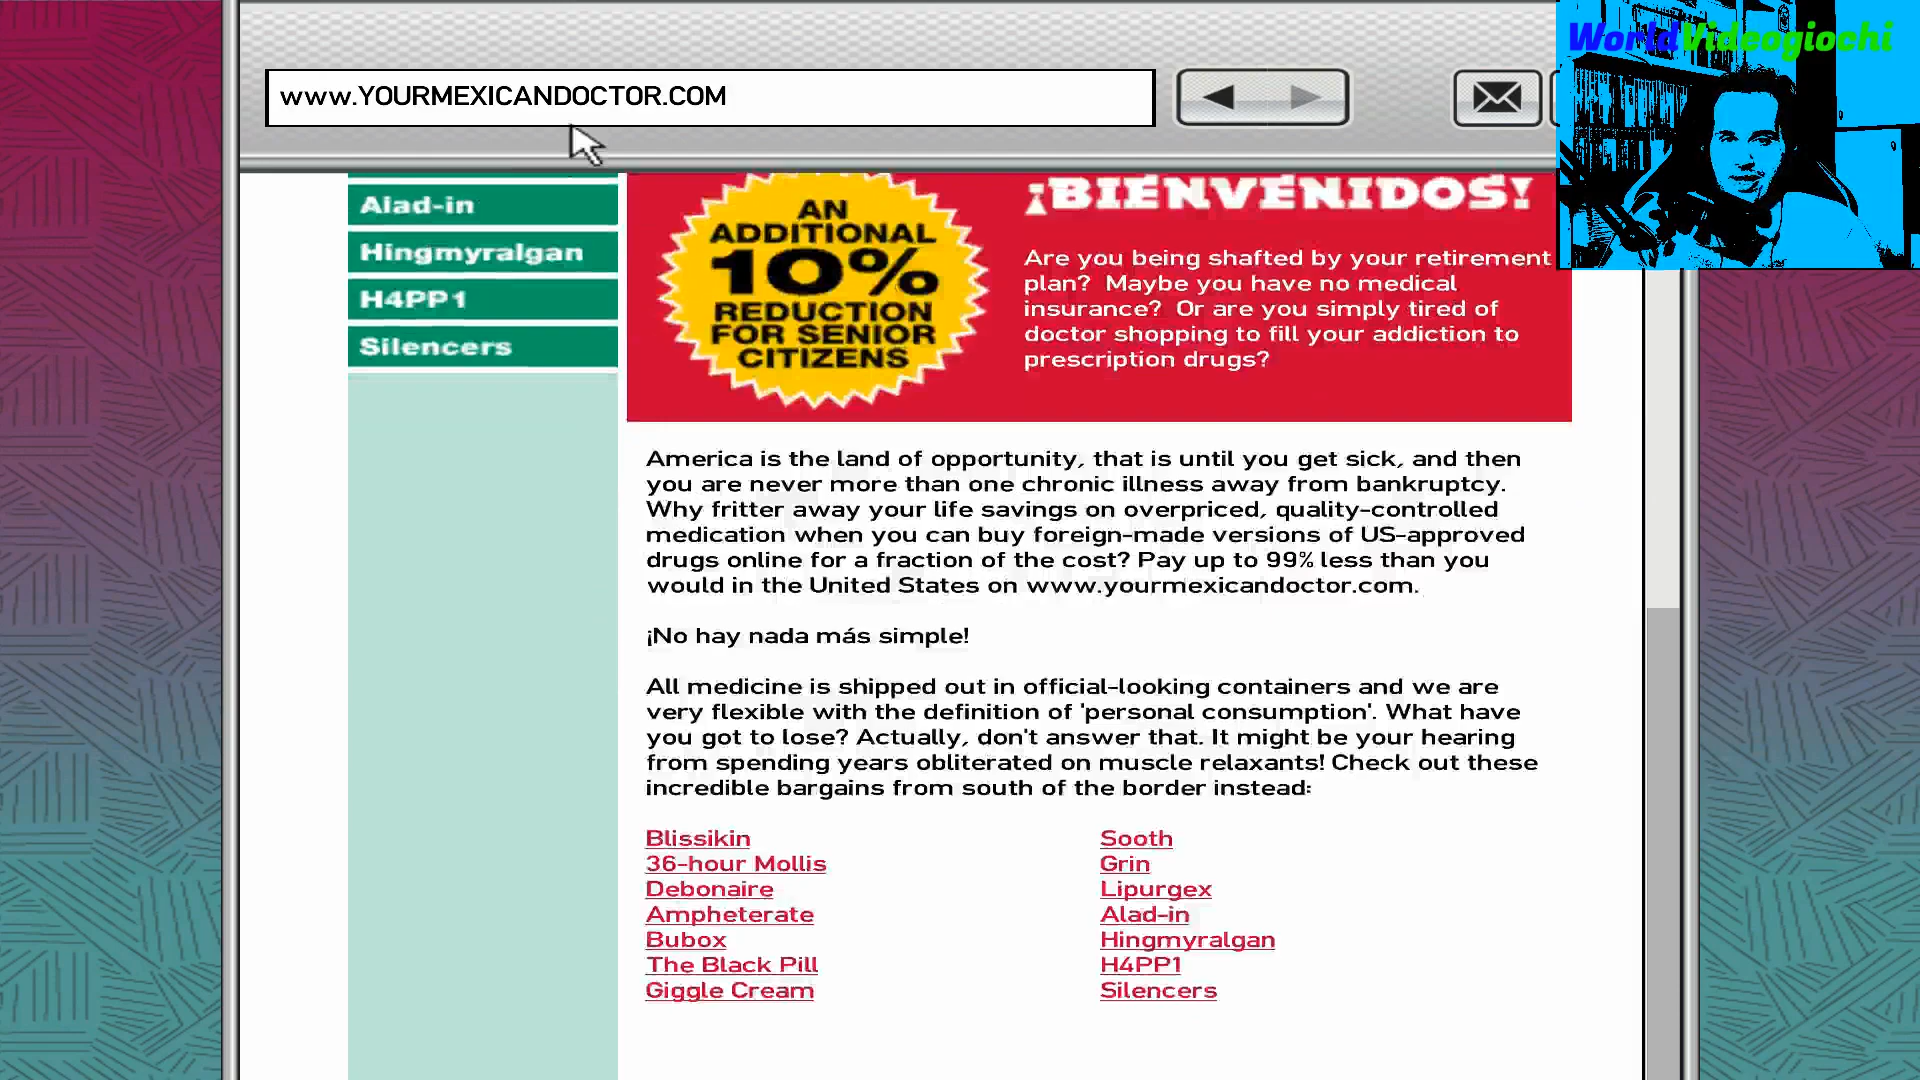 WorldVideogiochi
www.YOURMEXICANDOCTOR.COM
Alad-in
Hingmyralgan
H4PP1
Silencers
AN
ADDITIONAL
10%
REDUCTION
FOR SENIOR
CITIZENS
¡BIENVENIDOS!
Are you being shafted by your retirement
plan? Maybe you have no medical
insurance? Or are you simply tired of
doctor shopping to fill your addiction to
prescription drugs?
America is the land of opportunity, that is until you get sick, and then
you are never more than one chronic illness away from bankruptcy.
Why fritter away your life savings on overpriced, quality-controlled
medication when you can buy foreign-made versions of US-approved
drugs online for a fraction of the cost? Pay up to 99% less than you
would in the United States on www.yourmexicandoctor.com.
¡No hay nada más simple!
All medicine is shipped out in official-looking containers and we are
very flexible with the definition of 'personal consumption'. What have
you got to lose? Actually, don't answer that. It might be your hearing
from spending years obliterated on muscle relaxants! Check out these
incredible bargains from south of the border instead:
Blissikin
36-hour Mollis
Debonaire
Ampheterate
Bubox
The Black Pill
Giggle Cream
Sooth
Grin
Lipurgex
Alad-in
Hingmyralgan
H4PP1
Silencers